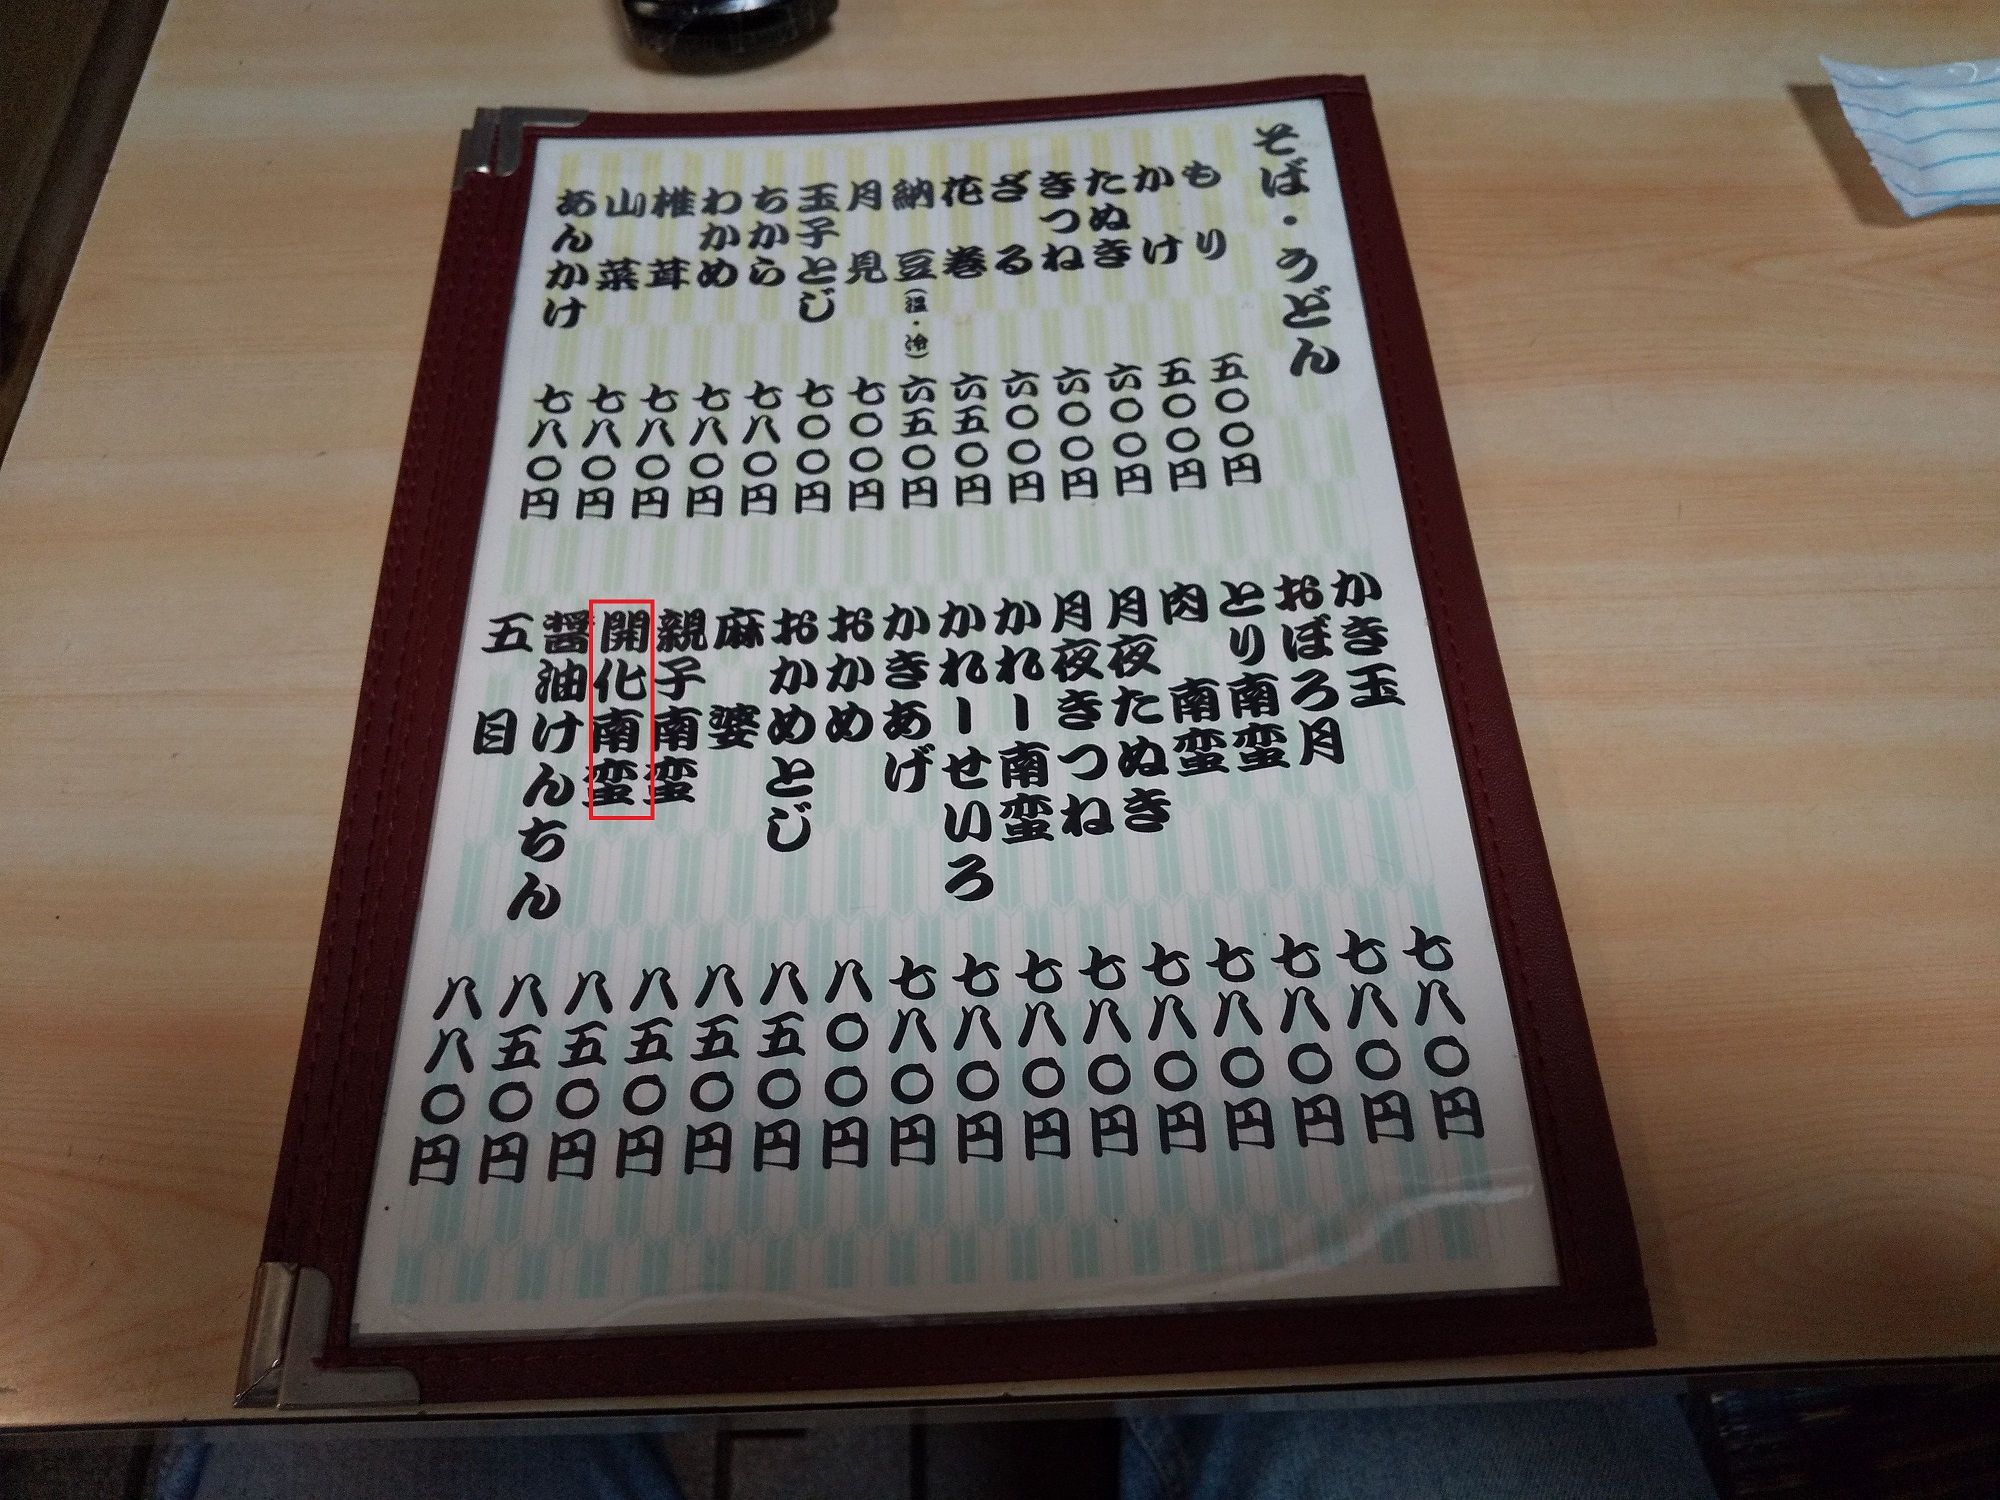 そば・うどん
もり 五〇〇円
かけ 五〇〇円
たぬき 六〇〇円
きつね 六〇〇円
ざる 六〇〇円
花巻 六五〇円
納豆(温・冷) 六五〇円
月見 七〇〇円
玉子とじ 七〇〇円
ちから 七八〇円
わかめ 七八〇円
椎茸 七八〇円
山菜 七八〇円
あんかけ 七八〇円
かき玉 七八〇円
おぼろ月 七八〇円
とり南蛮 七八〇円
肉南蛮 七八〇円
月夜たぬき 七八〇円
月夜きつね 七八〇円
かれー南蛮 七八〇円
かれーせいろ 七八〇円
かきあげ 七八〇円
おかめ 八〇〇円
おかめとじ 八五〇円
麻婆 八五〇円
親子南蛮 八五〇円
開化南蛮 八五〇円
醤油けんちん 八五〇円
五目 八八〇円